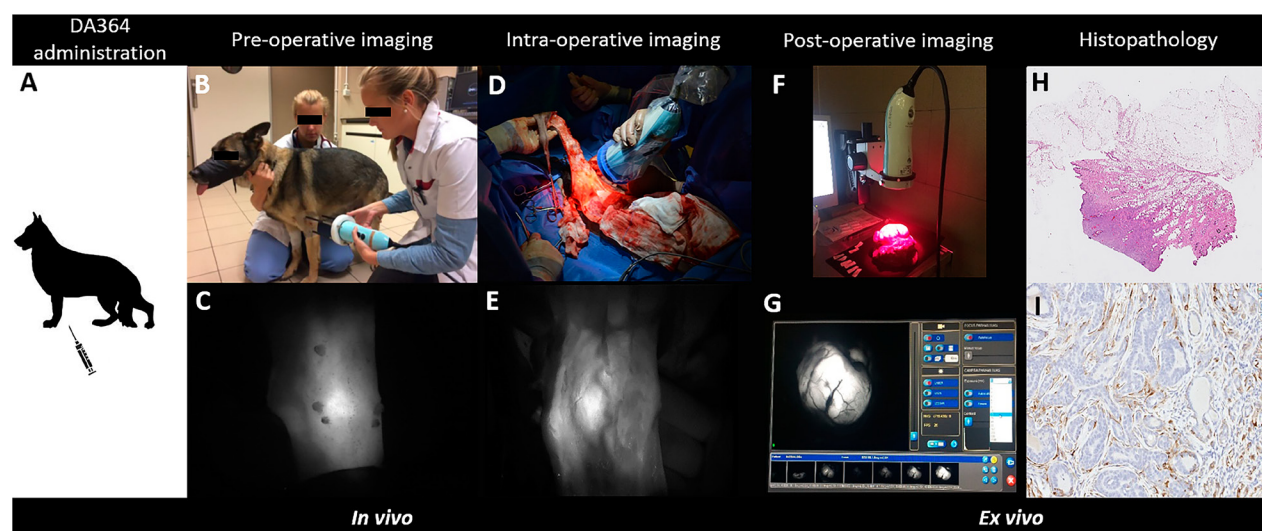 DA364
administration
Pre-operative imaging
Intra-operative imaging
Post-operative imaging
Histopathology
A
B
D
F
H
C
E
G
I
In vivo
Ex vivo